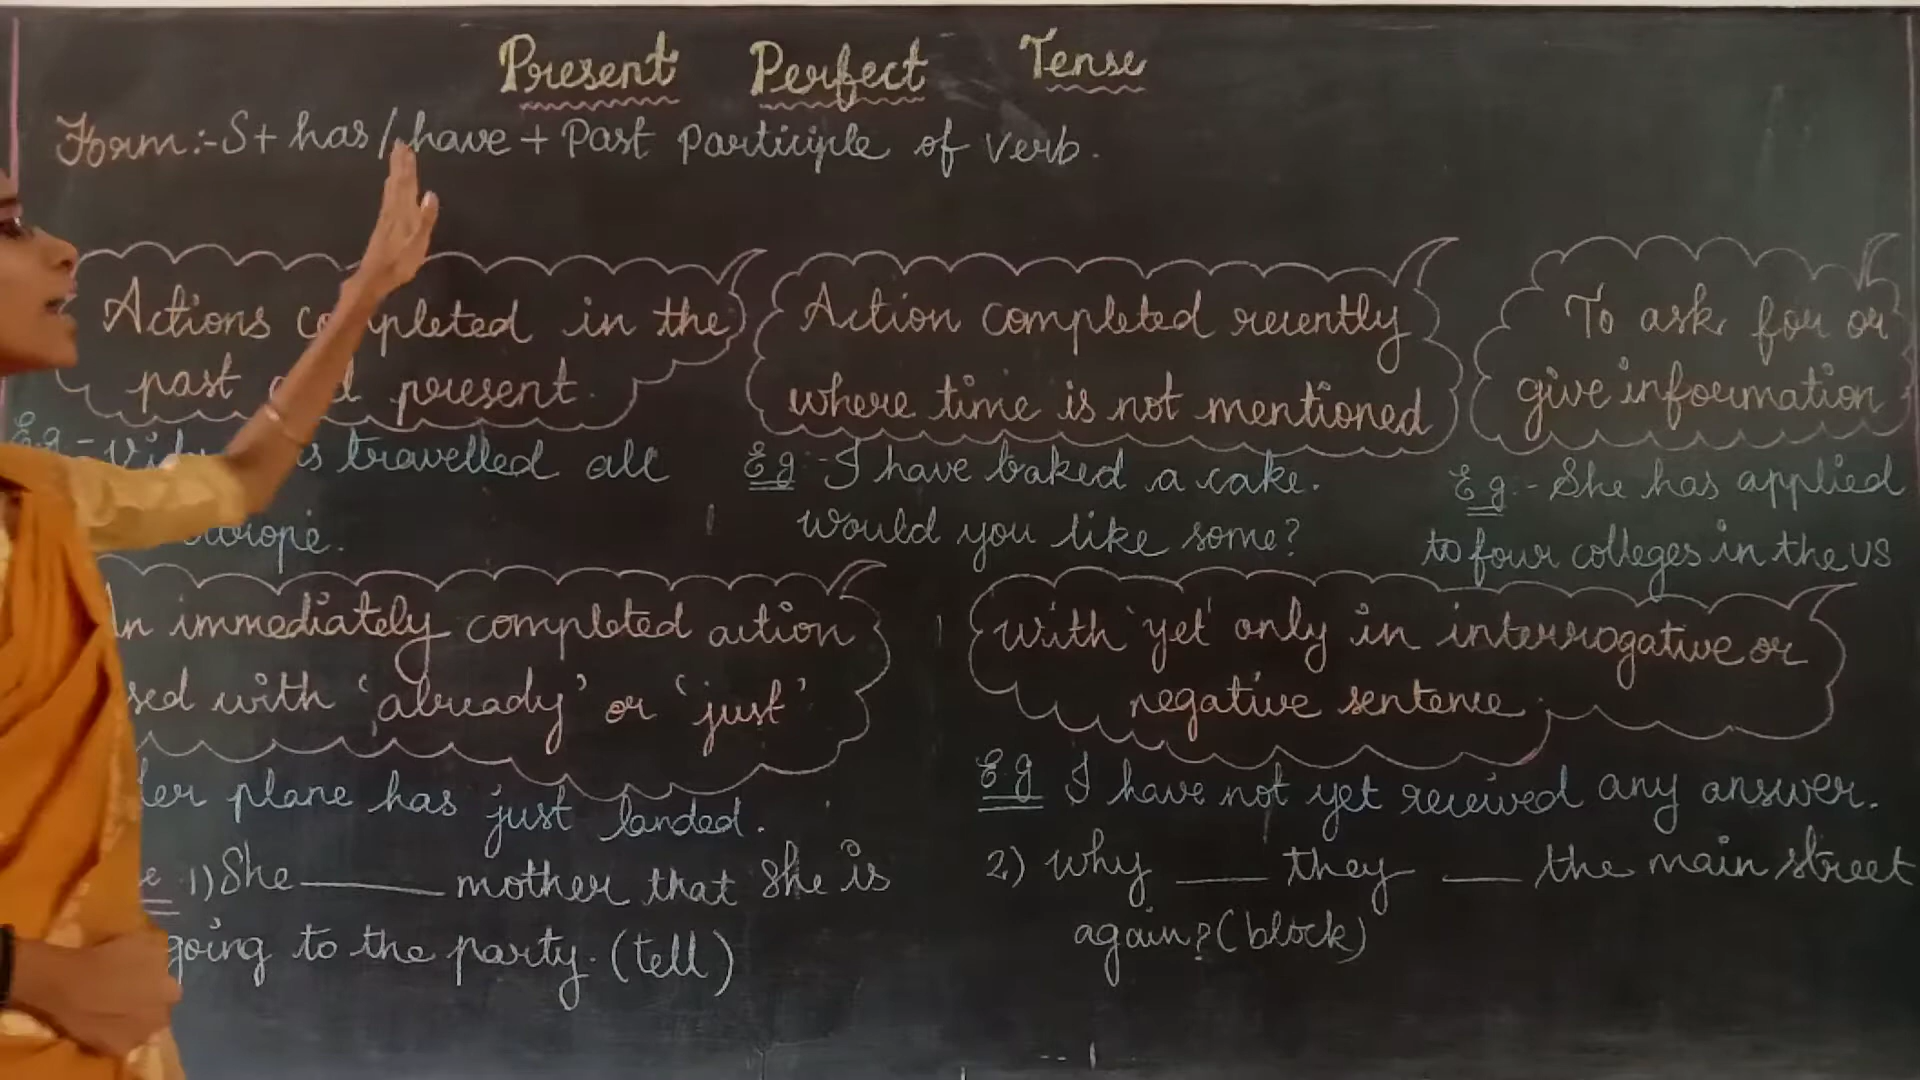 Present Perfect Tense
Form:- S+ has/have + Past Participle of verb.
Actions completed in the
past present.
Action completed recently
where time is not mentioned
To ask for or
give information
Eg:- travelled all
Europe.
Eg:- I have baked a cake.
would you like some?
Eg:- She has applied
to four colleges in the US
immediately completed action
with 'already' or 'just'
With 'yet' only in interrogative or
negative sentence.
plane has just landed.
Eg I have not yet received any answer.
1) She ______ mother that she is
going to the party. (tell)
2.) why ____ they ____ the main street
again? (block)